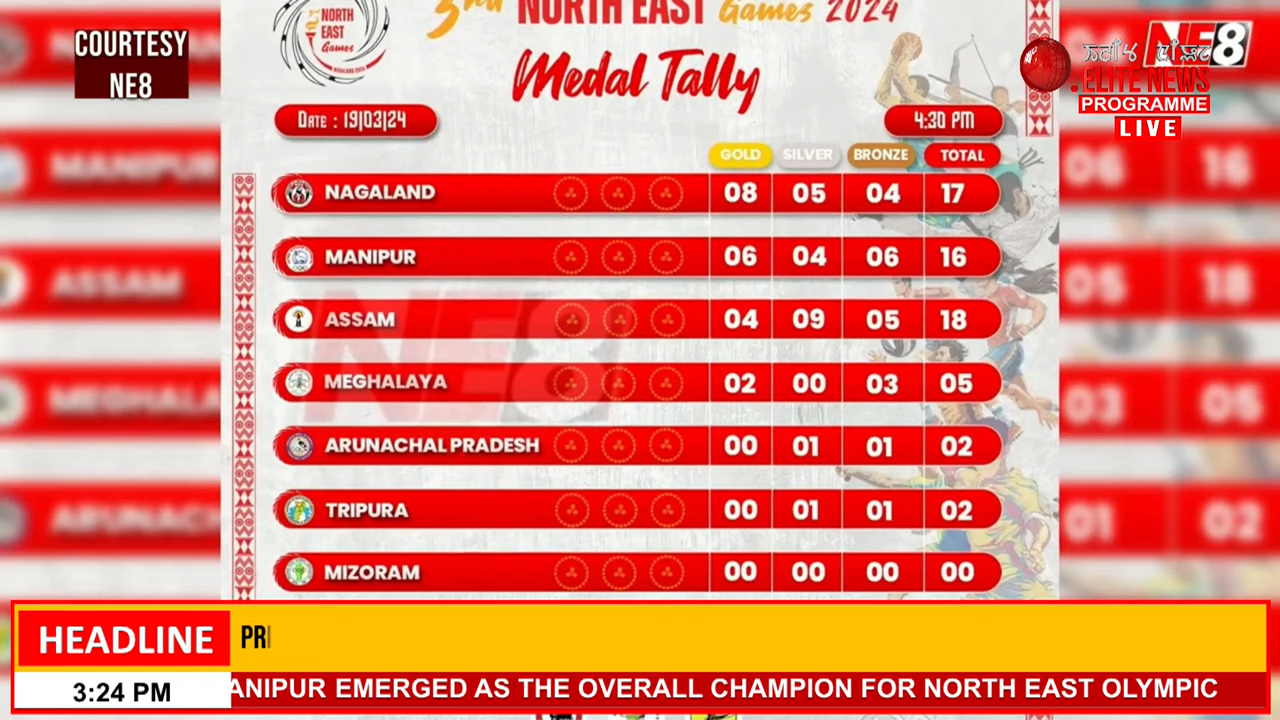 COURTESY
NE8
NORTH
EAST
Games
3rd NORTH EAST Games 2024
Medal Tally
NE8
ELITE NEWS
PROGRAMME
LIVE
DATE : 19|03|24
4:30 PM
GOLD SILVER BRONZE TOTAL
NAGALAND 08 05 04 17
MANIPUR 06 04 06 16
ASSAM 04 09 05 18
MEGHALAYA 02 00 03 05
ARUNACHAL PRADESH 00 01 01 02
TRIPURA 00 01 01 02
MIZORAM 00 00 00 00
NE8
HEADLINE PRI
3:24 PM ANIPUR EMERGED AS THE OVERALL CHAMPION FOR NORTH EAST OLYMPIC